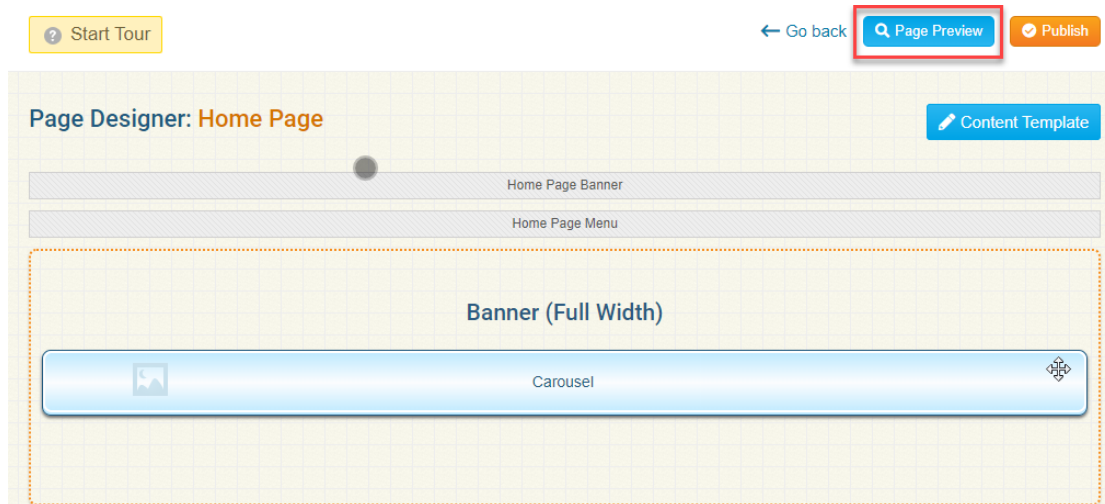 Start Tour
Go back
Page Preview
Publish
Page Designer: Home Page
Content Template
Home Page Banner
Home Page Menu
Banner (Full Width)
Carousel